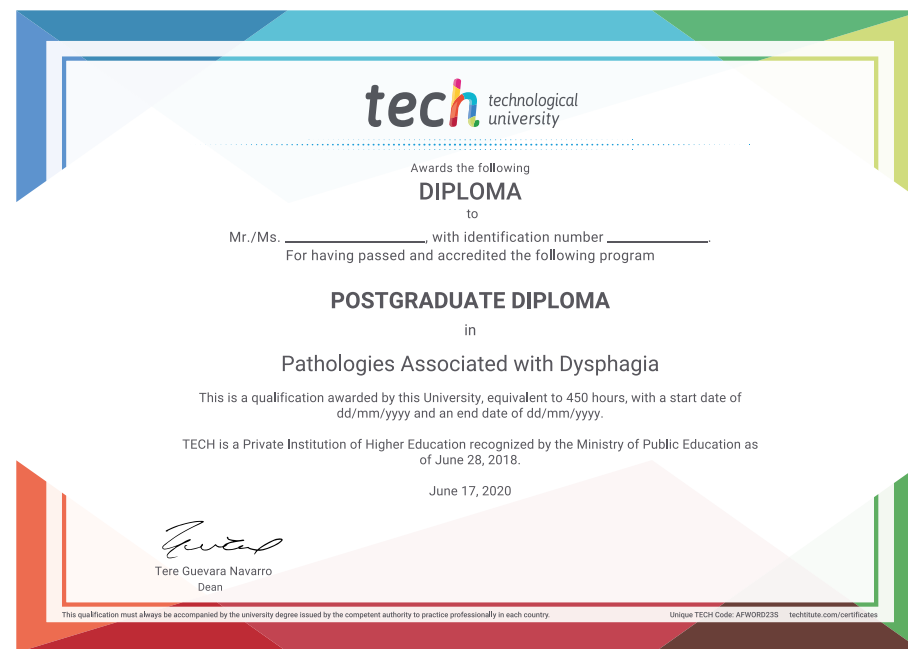 tech technological
university
Awards the following
DIPLOMA
to
Mr./Ms. ____________________, with identification number ______________.
For having passed and accredited the following program
POSTGRADUATE DIPLOMA
in
Pathologies Associated with Dysphagia
This is a qualification awarded by this University, equivalent to 450 hours, with a start date of
dd/mm/yyyy and an end date of dd/mm/yyyy.
TECH is a Private Institution of Higher Education recognized by the Ministry of Public Education as
of June 28, 2018.
June 17, 2020
Tere Guevara Navarro
Dean
This qualification must always be accompanied by the university degree issued by the competent authority to practice professionally in each country. Unique TECH Code: AFWORD23S techtitute.com/certificates